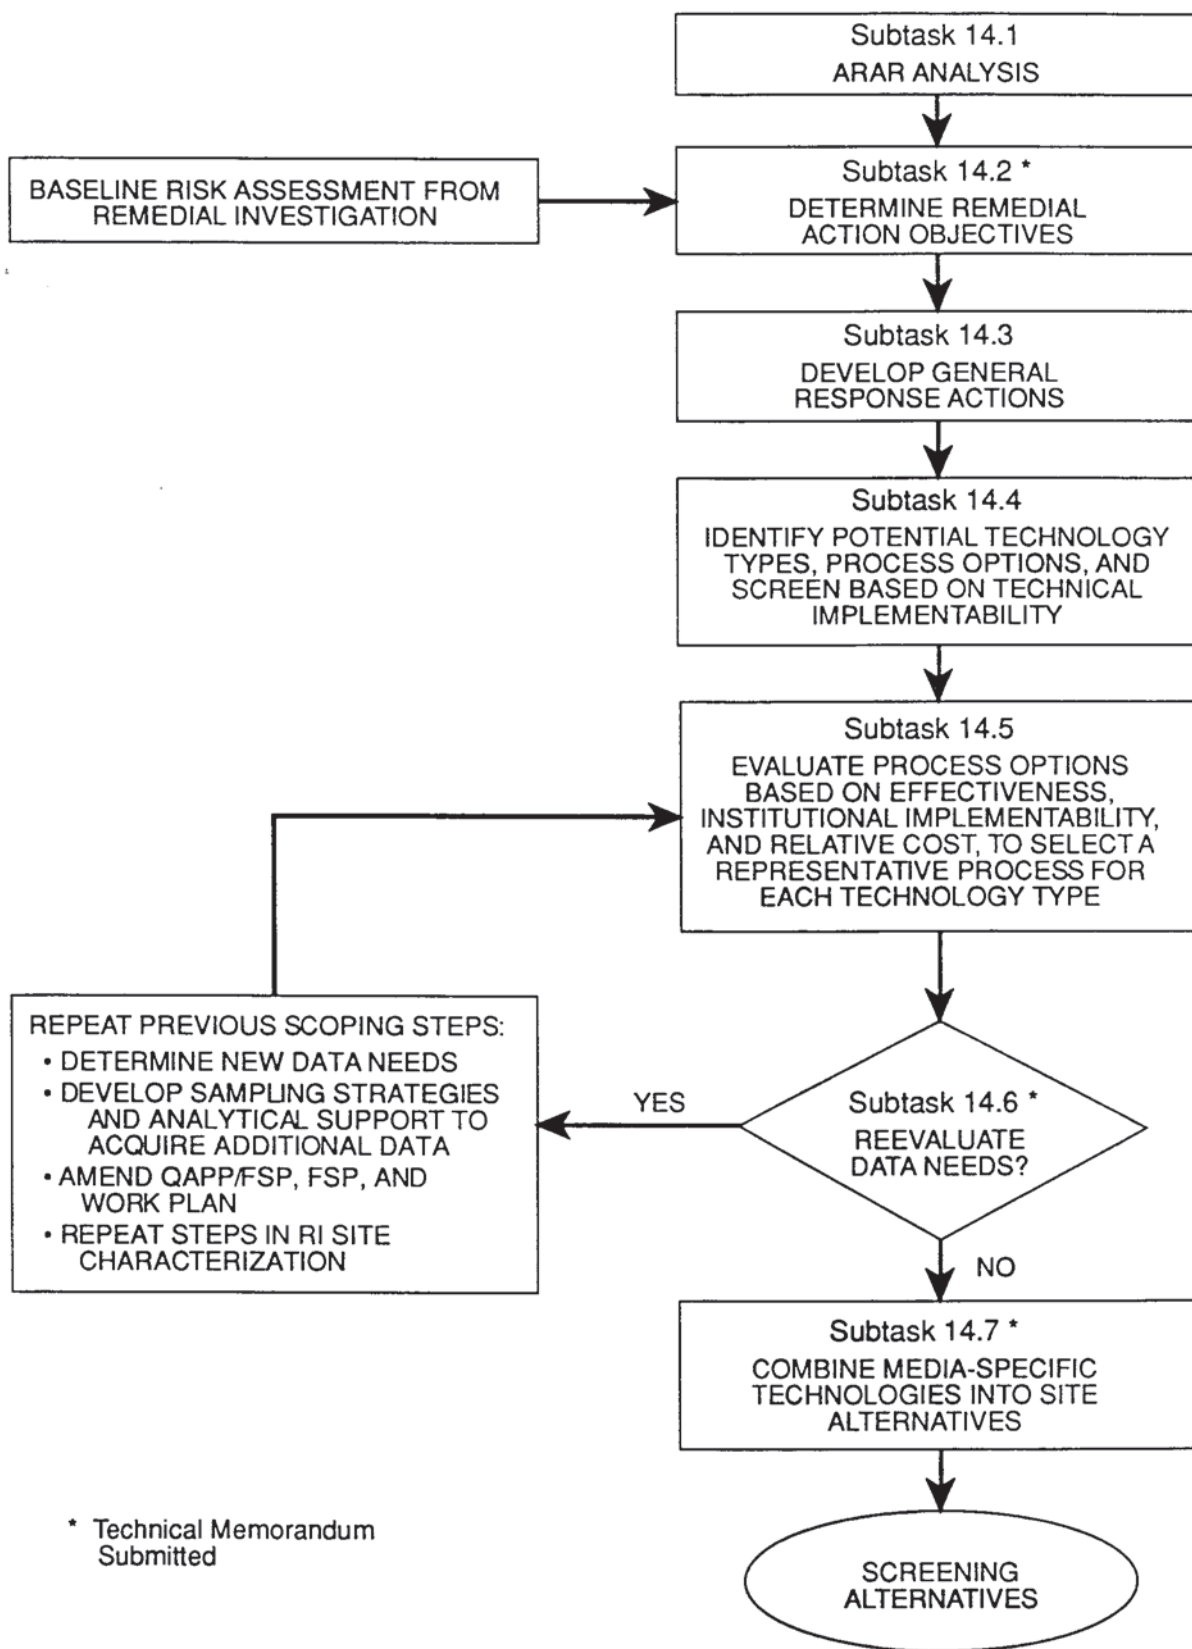 Subtask 14.1
ARAR ANALYSIS
BASELINE RISK ASSESSMENT FROM
REMEDIAL INVESTIGATION
Subtask 14.2 *
DETERMINE REMEDIAL
ACTION OBJECTIVES
Subtask 14.3
DEVELOP GENERAL
RESPONSE ACTIONS
Subtask 14.4
IDENTIFY POTENTIAL TECHNOLOGY
TYPES, PROCESS OPTIONS, AND
SCREEN BASED ON TECHNICAL
IMPLEMENTABILITY
Subtask 14.5
EVALUATE PROCESS OPTIONS
BASED ON EFFECTIVENESS,
INSTITUTIONAL IMPLEMENTABILITY,
AND RELATIVE COST, TO SELECT A
REPRESENTATIVE PROCESS FOR
EACH TECHNOLOGY TYPE
REPEAT PREVIOUS SCOPING STEPS:
• DETERMINE NEW DATA NEEDS
• DEVELOP SAMPLING STRATEGIES
AND ANALYTICAL SUPPORT TO
ACQUIRE ADDITIONAL DATA
• AMEND QAPP/FSP, FSP, AND
WORK PLAN
• REPEAT STEPS IN RI SITE
CHARACTERIZATION
YES
Subtask 14.6 *
REEVALUATE
DATA NEEDS?
NO
Subtask 14.7 *
COMBINE MEDIA-SPECIFIC
TECHNOLOGIES INTO SITE
ALTERNATIVES
* Technical Memorandum
Submitted
SCREENING
ALTERNATIVES